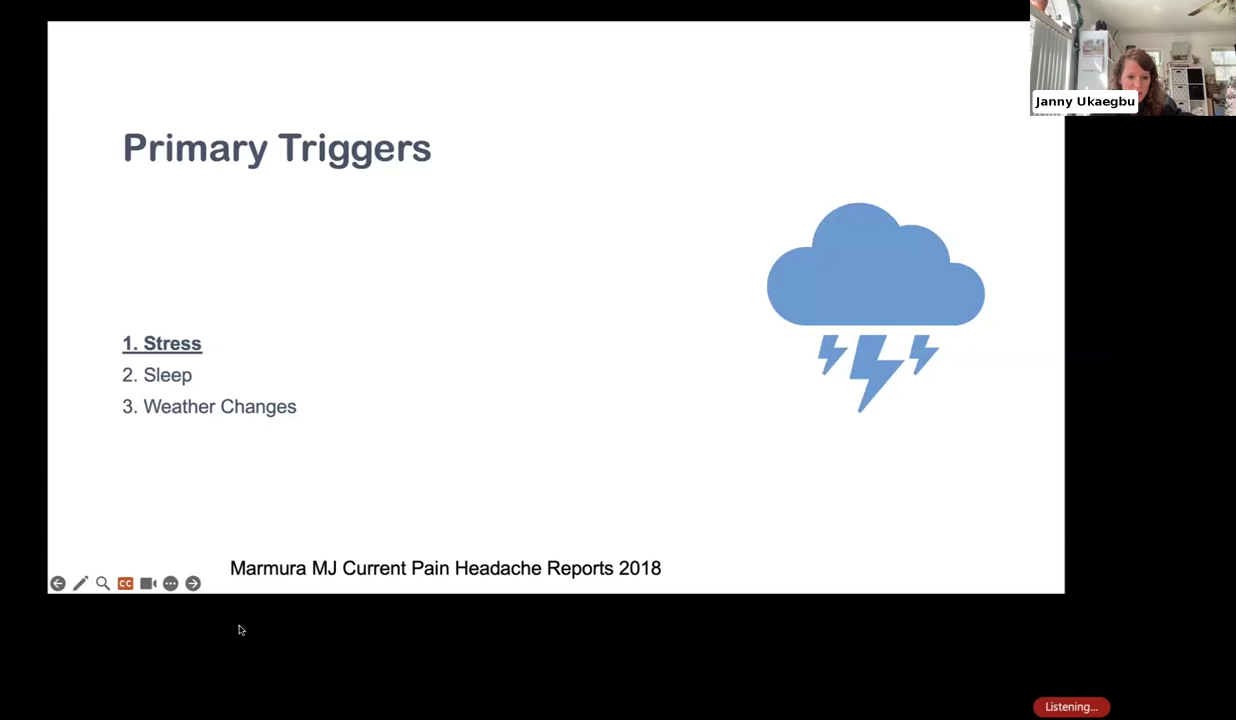 Janny Ukaegbu
Primary Triggers
1. Stress
2. Sleep
3. Weather Changes
Marmura MJ Current Pain Headache Reports 2018
CC
Listening...